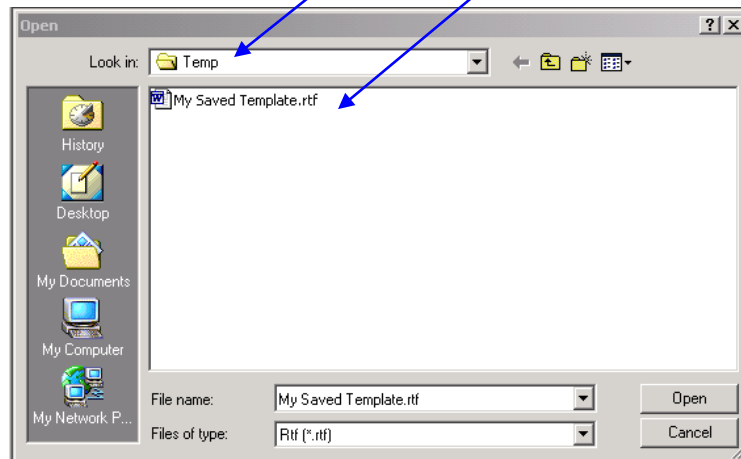 Open
Look in: Temp
My Saved Template.rtf
History
Desktop
My Documents
My Computer
My Network P...
File name: My Saved Template.rtf Open
Files of type: Rtf (*.rtf) Cancel